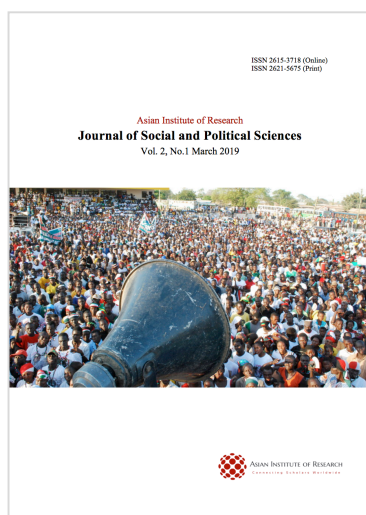 ISSN 2615-3718 (Online)
ISSN 2621-5675 (Print)
Asian Institute of Research
Journal of Social and Political Sciences
Vol. 2, No.1 March 2019
ASIAN INSTITUTE OF RESEARCH
Connecting Scholars Worldwide